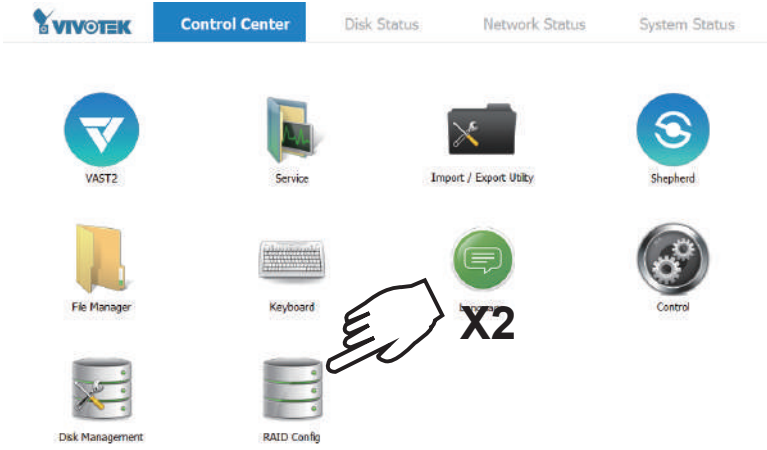 VIVOTEK Control Center Disk Status Network Status System Status
VAST2 Service Import / Export Utilty Shepherd
File Manager Keyboard Control
X2
Disk Management RAID Config